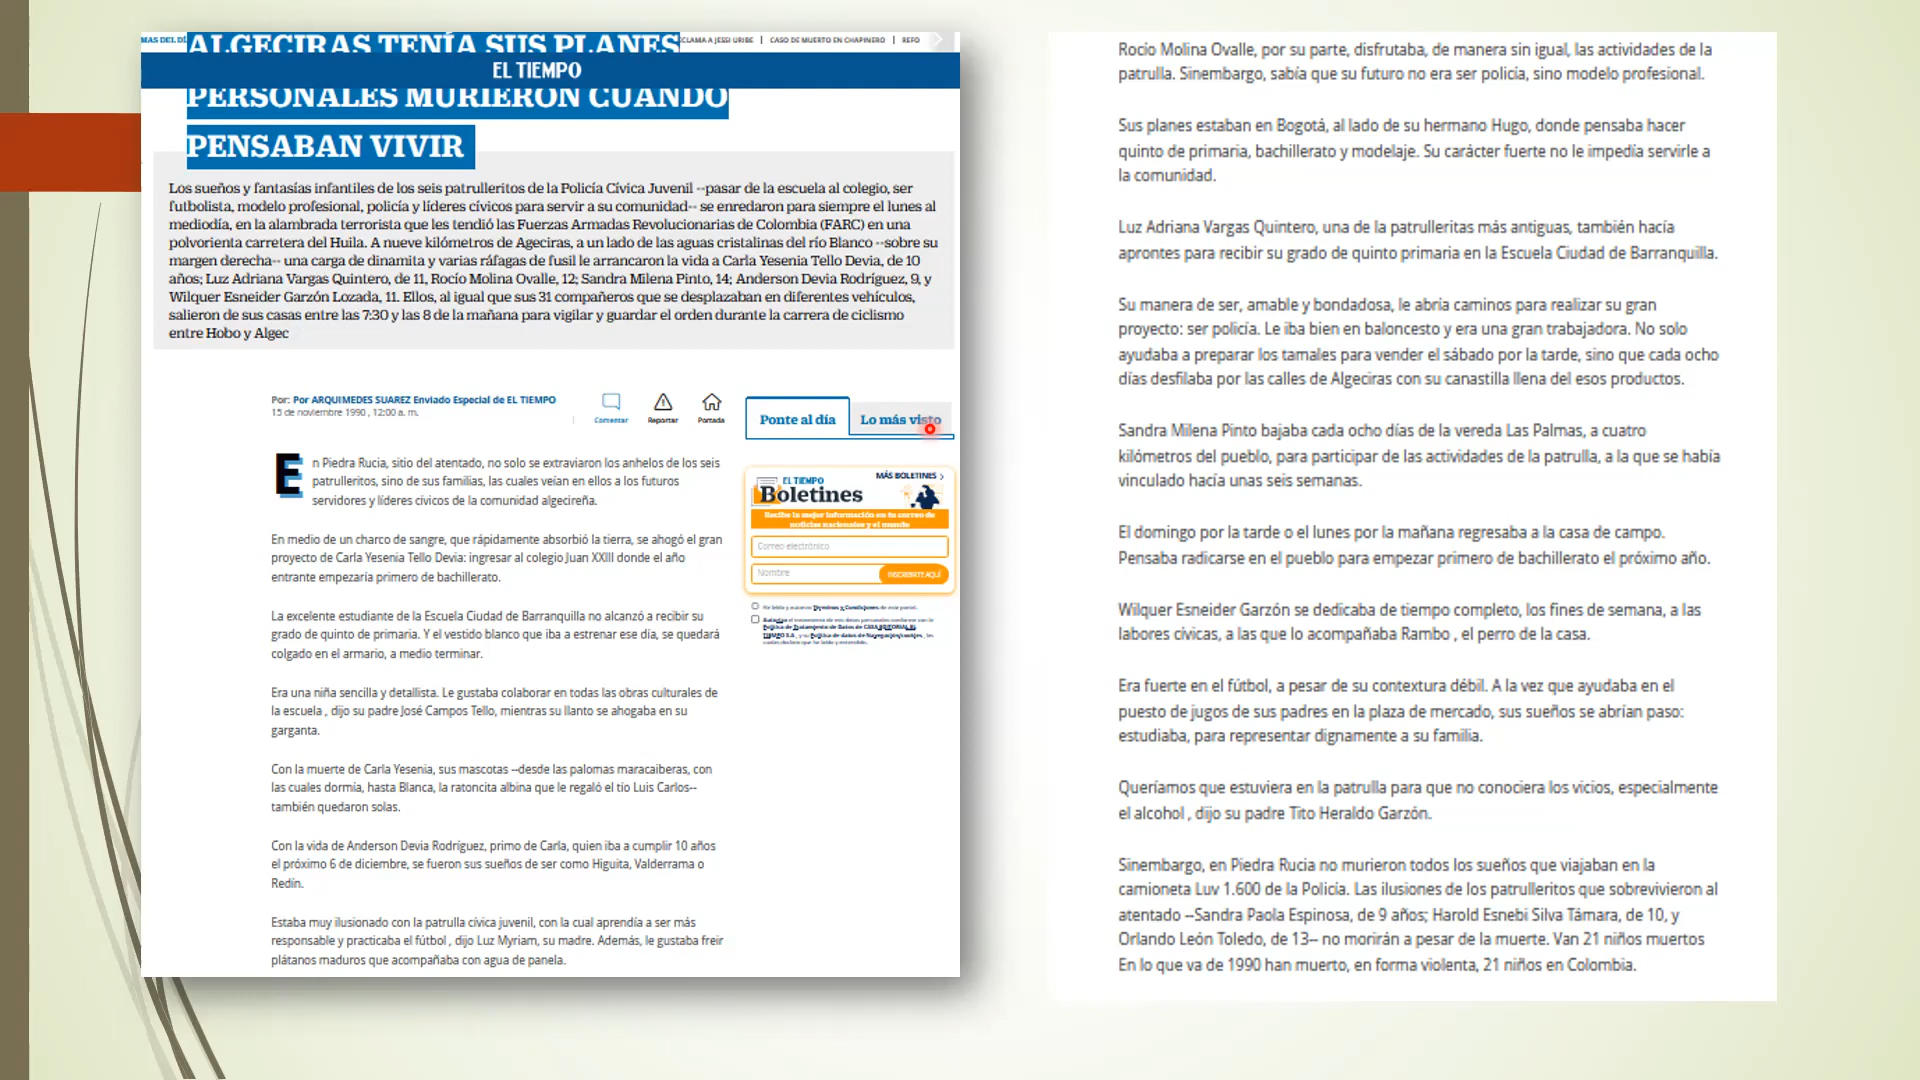 MAS DEL DÍ
CLAMA A JESSI URIBE | CASO DE MUERTO EN CHAPINERO | REFO
ALGECIRAS TENÍA SUS PLANES
EL TIEMPO
PERSONALES MURIERON CUANDO
PENSABAN VIVIR
Los sueños y fantasías infantiles de los seis patrulleritos de la Policía Cívica Juvenil --pasar de la escuela al colegio, ser
futbolista, modelo profesional, policía y líderes cívicos para servir a su comunidad-- se enredaron para siempre el lunes al
mediodía, en la alambrada terrorista que les tendió las Fuerzas Armadas Revolucionarias de Colombia (FARC) en una
polvorienta carretera del Huila. A nueve kilómetros de Ageciras, a un lado de las aguas cristalinas del río Blanco --sobre su
margen derecha-- una carga de dinamita y varias ráfagas de fusil le arrancaron la vida a Carla Yesenia Tello Devia, de 10
años; Luz Adriana Vargas Quintero, de 11, Rocío Molina Ovalle, 12; Sandra Milena Pinto, 14; Anderson Devia Rodríguez, 9, y
Wilquer Esneider Garzón Lozada, 11. Ellos, al igual que sus 31 compañeros que se desplazaban en diferentes vehículos,
salieron de sus casas entre las 7:30 y las 8 de la mañana para vigilar y guardar el orden durante la carrera de ciclismo
entre Hobo y Algec
Por: Por ARQUIMEDES SUAREZ Enviado Especial de EL TIEMPO
15 de noviembre 1990 , 12:00 a. m.
Comentar
Reportar
Portada
Ponte al día
Lo más visto
En Piedra Rucia, sitio del atentado, no solo se extraviaron los anhelos de los seis
patrulleritos, sino de sus familias, las cuales veían en ellos a los futuros
servidores y líderes cívicos de la comunidad algecireña.
En medio de un charco de sangre, que rápidamente absorbió la tierra, se ahogó el gran
proyecto de Carla Yesenia Tello Devia: ingresar al colegio Juan XXIII donde el año
entrante empezaría primero de bachillerato.
La excelente estudiante de la Escuela Ciudad de Barranquilla no alcanzó a recibir su
grado de quinto de primaria. Y el vestido blanco que iba a estrenar ese día, se quedará
colgado en el armario, a medio terminar.
Era una niña sencilla y detallista. Le gustaba colaborar en todas las obras culturales de
la escuela , dijo su padre José Campos Tello, mientras su llanto se ahogaba en su
garganta.
Con la muerte de Carla Yesenia, sus mascotas --desde las palomas maracaiberas, con
las cuales dormía, hasta Blanca, la ratoncita albina que le regaló el tío Luis Carlos--
también quedaron solas.
Con la vida de Anderson Devia Rodríguez, primo de Carla, quien iba a cumplir 10 años
el próximo 6 de diciembre, se fueron sus sueños de ser como Higuita, Valderrama o
Redín.
Estaba muy ilusionado con la patrulla cívica juvenil, con la cual aprendía a ser más
responsable y practicaba el fútbol , dijo Luz Myriam, su madre. Además, le gustaba freir
plátanos maduros que acompañaba con agua de panela.
MÁS BOLETINES >
EL TIEMPO
Boletines
Recibe la mejor información en tu correo de
noticias nacionales y el mundo
Correo electrónico
Nombre
INSCRÍBETE AQUÍ
He leído y autorizo Términos y Condiciones de este portal.
Rocío Molina Ovalle, por su parte, disfrutaba, de manera sin igual, las actividades de la
patrulla. Sinembargo, sabía que su futuro no era ser policía, sino modelo profesional.
Sus planes estaban en Bogotá, al lado de su hermano Hugo, donde pensaba hacer
quinto de primaria, bachillerato y modelaje. Su carácter fuerte no le impedía servirle a
la comunidad.
Luz Adriana Vargas Quintero, una de la patrulleritas más antiguas, también hacía
aprontes para recibir su grado de quinto primaria en la Escuela Ciudad de Barranquilla.
Su manera de ser, amable y bondadosa, le abría caminos para realizar su gran
proyecto: ser policía. Le iba bien en baloncesto y era una gran trabajadora. No solo
ayudaba a preparar los tamales para vender el sábado por la tarde, sino que cada ocho
días desfilaba por las calles de Algeciras con su canastilla llena del esos productos.
Sandra Milena Pinto bajaba cada ocho días de la vereda Las Palmas, a cuatro
kilómetros del pueblo, para participar de las actividades de la patrulla, a la que se había
vinculado hacía unas seis semanas.
El domingo por la tarde o el lunes por la mañana regresaba a la casa de campo.
Pensaba radicarse en el pueblo para empezar primero de bachillerato el próximo año.
Wilquer Esneider Garzón se dedicaba de tiempo completo, los fines de semana, a las
labores cívicas, a las que lo acompañaba Rambo , el perro de la casa.
Era fuerte en el fútbol, a pesar de su contextura débil. A la vez que ayudaba en el
puesto de jugos de sus padres en la plaza de mercado, sus sueños se abrían paso:
estudiaba, para representar dignamente a su familia.
Queríamos que estuviera en la patrulla para que no conociera los vicios, especialmente
el alcohol , dijo su padre Tito Heraldo Garzón.
Sinembargo, en Piedra Rucia no murieron todos los sueños que viajaban en la
camioneta Luv 1.600 de la Policía. Las ilusiones de los patrulleritos que sobrevivieron al
atentado --Sandra Paola Espinosa, de 9 años; Harold Esnebi Silva Támara, de 10, y
Orlando León Toledo, de 13-- no morirán a pesar de la muerte. Van 21 niños muertos
En lo que va de 1990 han muerto, en forma violenta, 21 niños en Colombia.